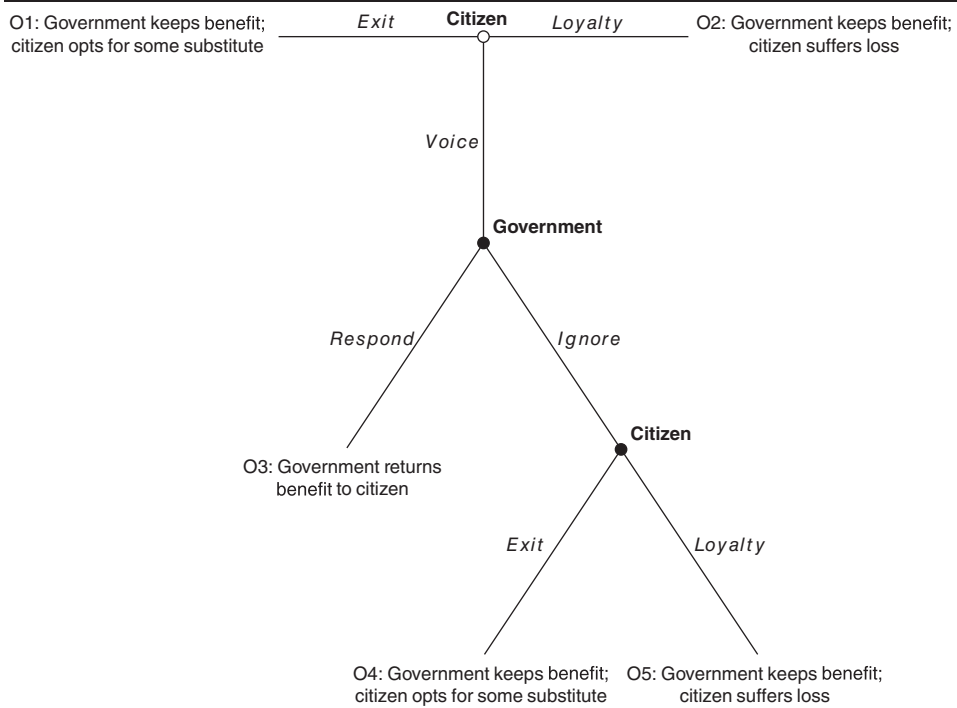 O1: Government keeps benefit;
citizen opts for some substitute
Exit
Citizen
Loyalty
O2: Government keeps benefit;
citizen suffers loss
Voice
Government
Respond
Ignore
Citizen
O3: Government returns
benefit to citizen
Exit
Loyalty
O4: Government keeps benefit;
citizen opts for some substitute
O5: Government keeps benefit;
citizen suffers loss